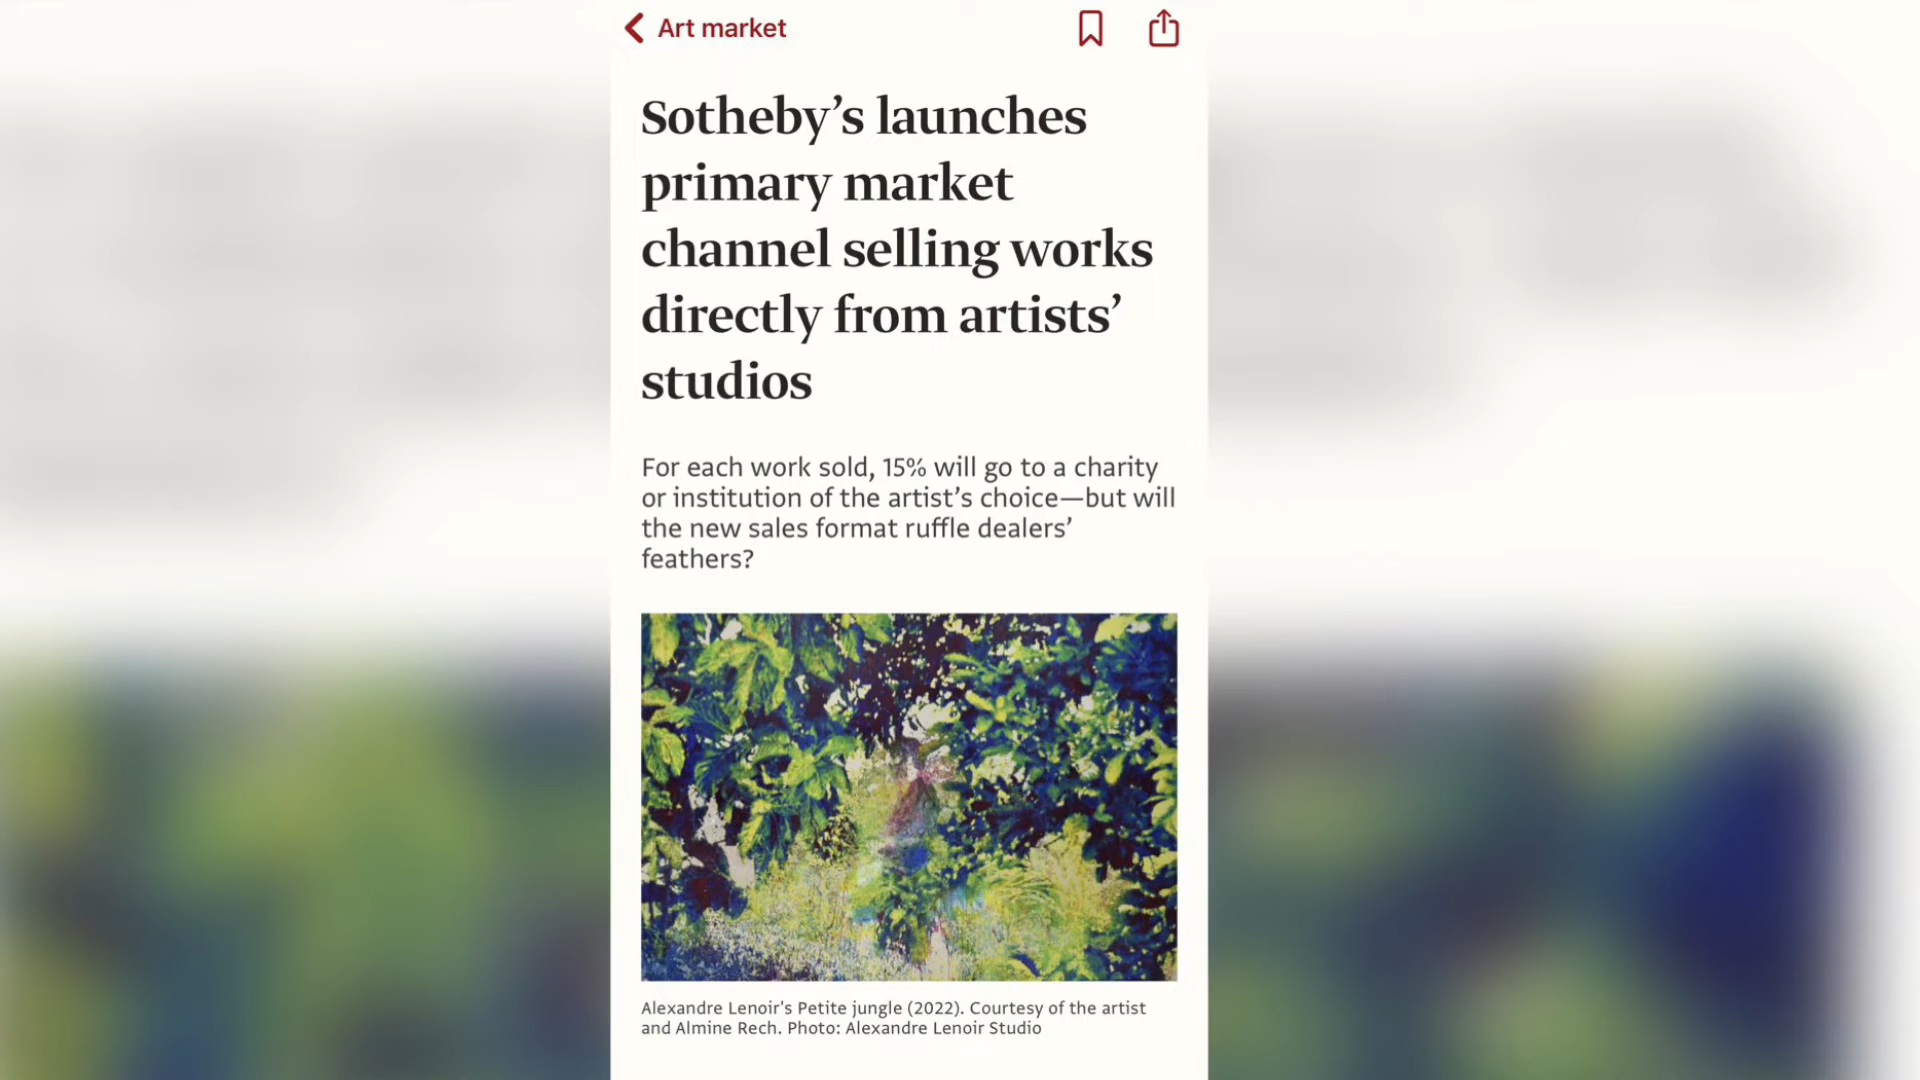 Art market
Sotheby’s launches
primary market
channel selling works
directly from artists’
studios
For each work sold, 15% will go to a charity
or institution of the artist’s choice—but will
the new sales format ruffle dealers’
feathers?
Alexandre Lenoir's Petite jungle (2022). Courtesy of the artist
and Almine Rech. Photo: Alexandre Lenoir Studio